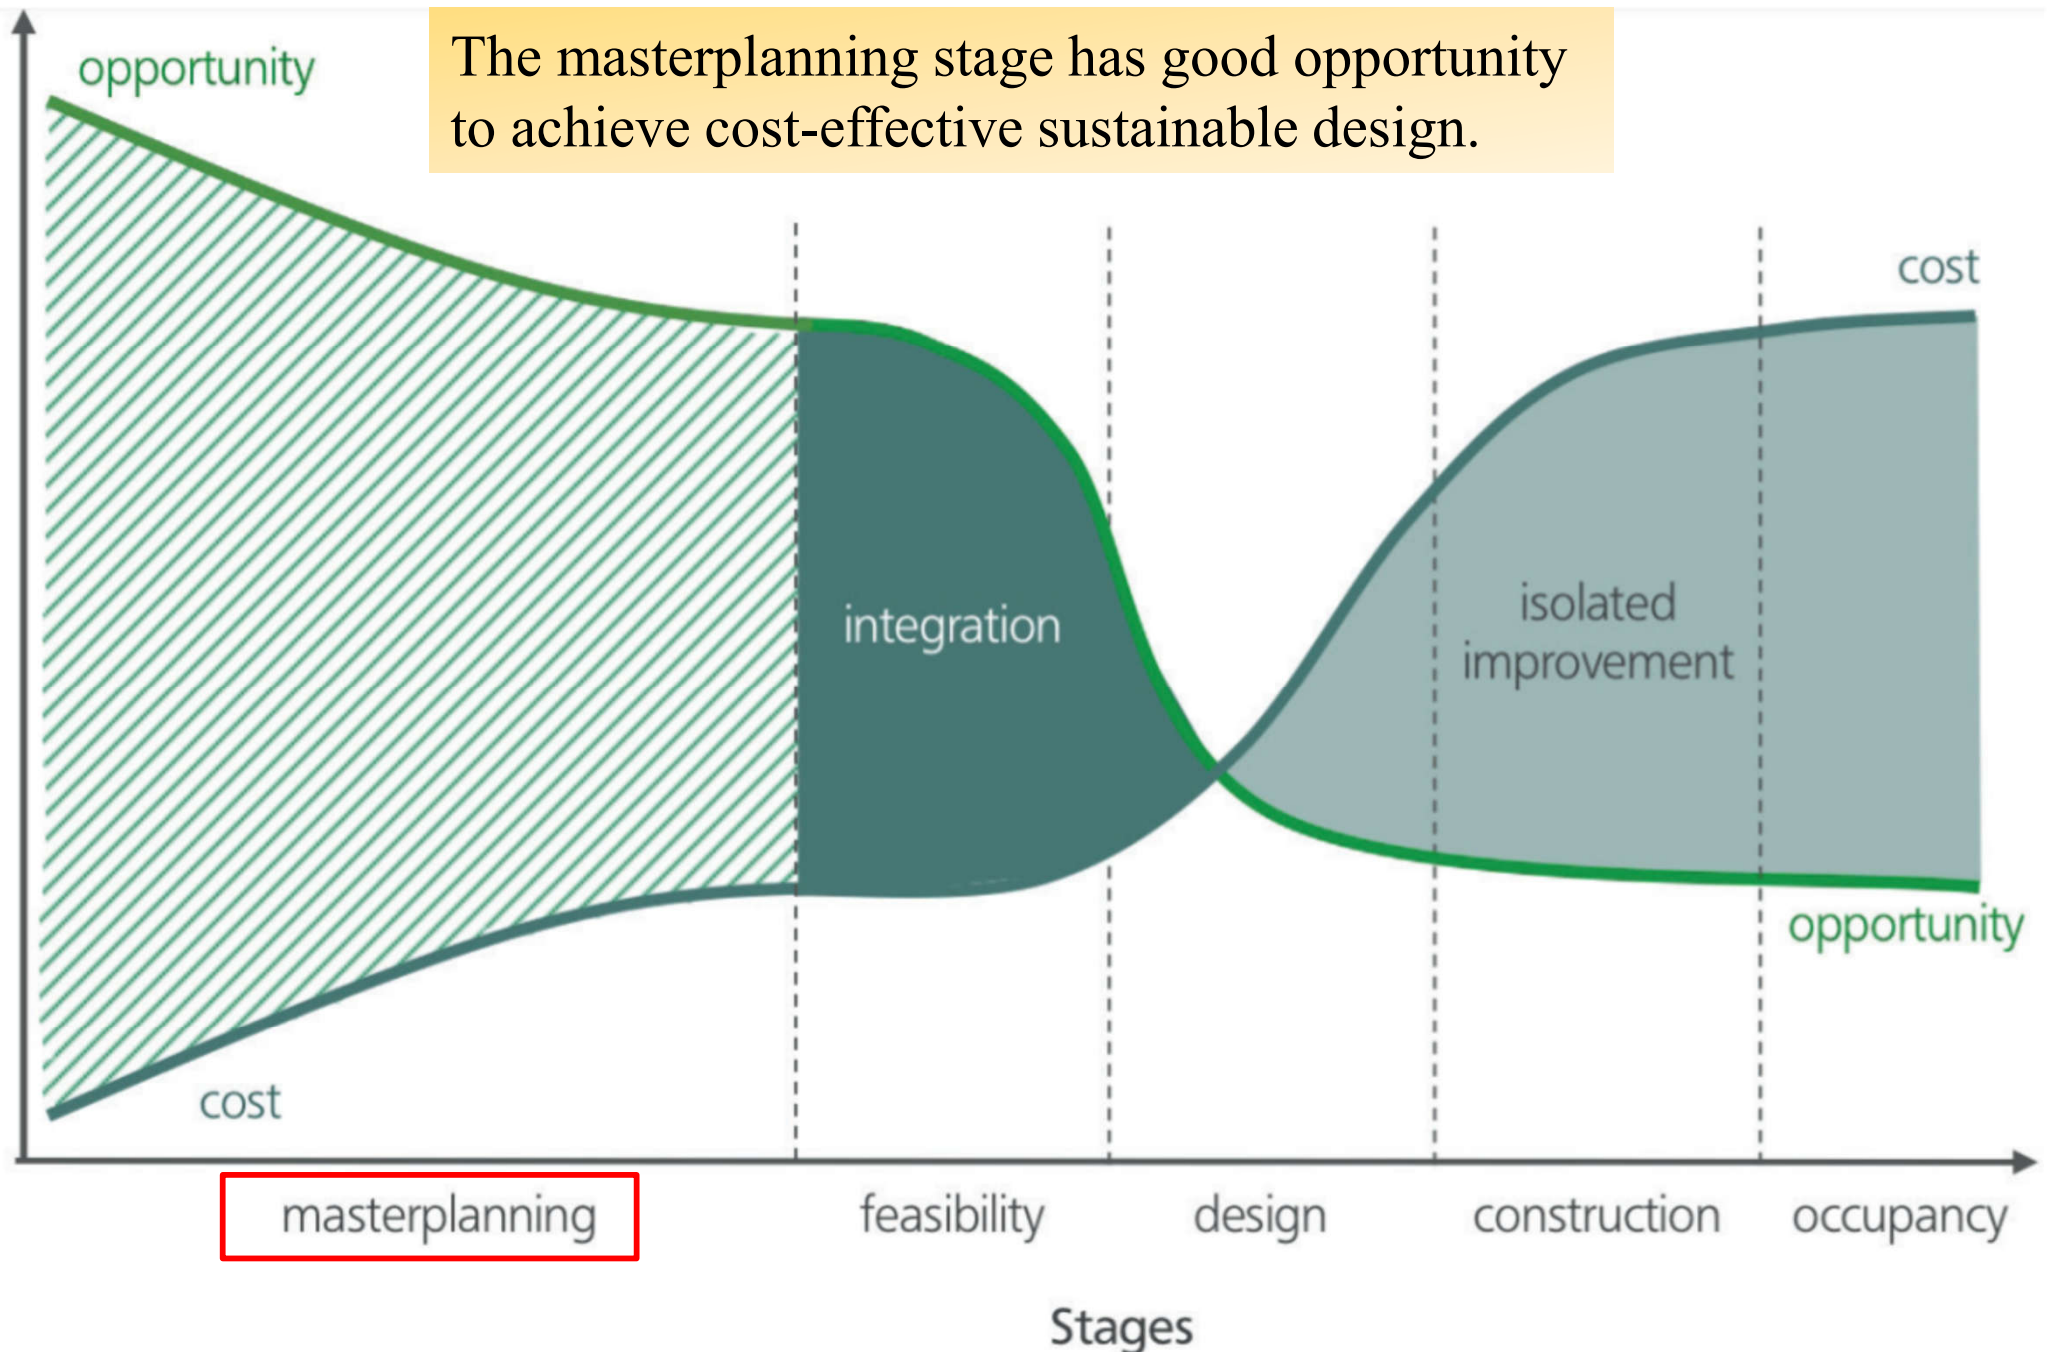 The masterplanning stage has good opportunity
to achieve cost-effective sustainable design.
opportunity
cost
integration
isolated
improvement
opportunity
cost
masterplanning
feasibility
design
construction
occupancy
Stages